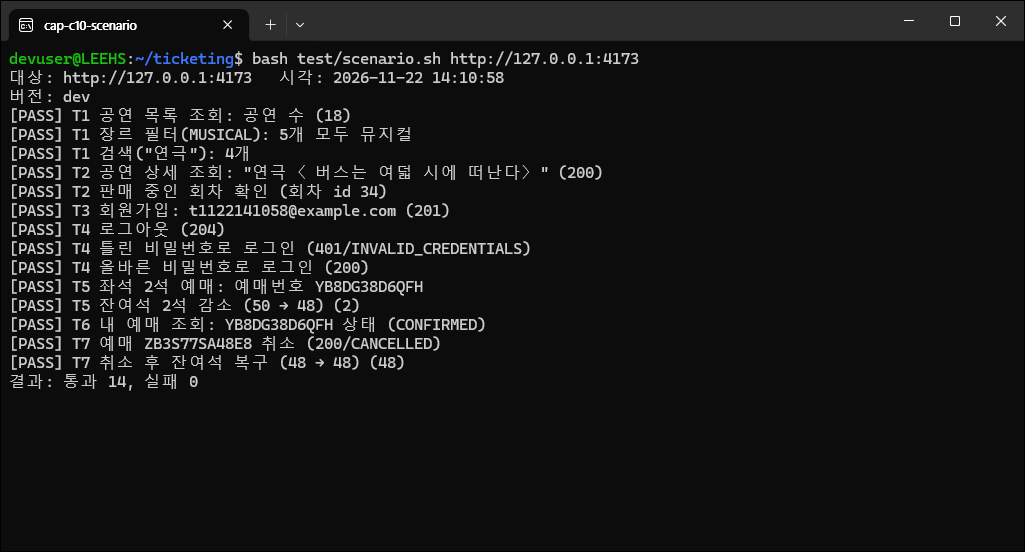 cap-c10-scenario
devuser@LEEHS:~/ticketing$ bash test/scenario.sh http://127.0.0.1:4173
대상: http://127.0.0.1:4173   시각: 2026-11-22 14:10:58
버전: dev
[PASS] T1 공연 목록 조회: 공연 수 (18)
[PASS] T1 장르 필터(MUSICAL): 5개 모두 뮤지컬
[PASS] T1 검색("연극"): 4개
[PASS] T2 공연 상세 조회: "연극 〈 버스는 여덟 시에 떠난다〉" (200)
[PASS] T2 판매 중인 회차 확인 (회차 id 34)
[PASS] T3 회원가입: t1122141058@example.com (201)
[PASS] T4 로그아웃 (204)
[PASS] T4 틀린 비밀번호로 로그인 (401/INVALID_CREDENTIALS)
[PASS] T4 올바른 비밀번호로 로그인 (200)
[PASS] T5 좌석 2석 예매: 예매번호 YB8DG38D6QFH
[PASS] T5 잔여석 2석 감소 (50 → 48) (2)
[PASS] T6 내 예매 조회: YB8DG38D6QFH 상태 (CONFIRMED)
[PASS] T7 예매 ZB3S77SA48E8 취소 (200/CANCELLED)
[PASS] T7 취소 후 잔여석 복구 (48 → 48) (48)
결과: 통과 14, 실패 0